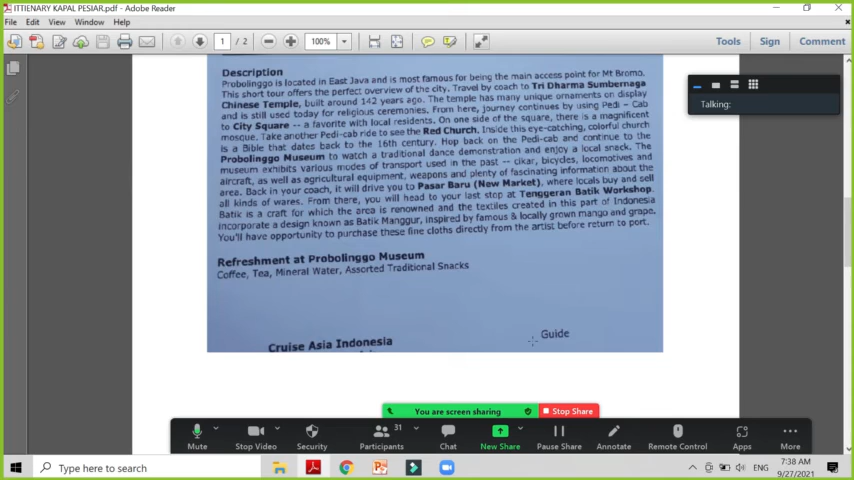 ITTIENARY KAPAL PESIAR.pdf - Adobe Reader
File Edit View Window Help
1 / 2 100% Tools Sign Comment
Talking:
Description
Probolinggo is located in East Java and is most famous for being the main access point for Mt Bromo.
This short tour offers the perfect overview of the city. Travel by coach to Tri Dharma Sumbernaga
Chinese Temple, built around 142 years ago. The temple has many unique ornaments on display
and is still used today for religious ceremonies. From here, journey continues by using Pedi - Cab
to City Square -- a favorite with local residents. On one side of the square, there is a magnificent
mosque. Take another Pedi-cab ride to see the Red Church. Inside this eye-catching, colorful church
is a Bible that dates back to the 16th century. Hop back on the Pedi-cab and continue to the
Probolinggo Museum to watch a traditional dance demonstration and enjoy a local snack. The
museum exhibits various modes of transport used in the past -- cikar, bicycles, locomotives and
aircraft, as well as agricultural equipment, weapons and plenty of fascinating information about the
area. Back in your coach, it will drive you to Pasar Baru (New Market), where locals buy and sell
all kinds of wares. From there, you will head to your last stop at Tenggeran Batik Workshop.
Batik is a craft for which the area is renowned and the textiles created in this part of Indonesia
incorporate a design known as Batik Manggur, inspired by famous & locally grown mango and grape.
You'll have opportunity to purchase these fine cloths directly from the artist before return to port.
Refreshment at Probolinggo Museum
Coffee, Tea, Mineral Water, Assorted Traditional Snacks
Guide
Cruise Asia Indonesia
You are screen sharing Stop Share
31
Mute Stop Video Security Participants Chat New Share Pause Share Annotate Remote Control Apps More
Type here to search ENG 7:38 AM
9/27/2021